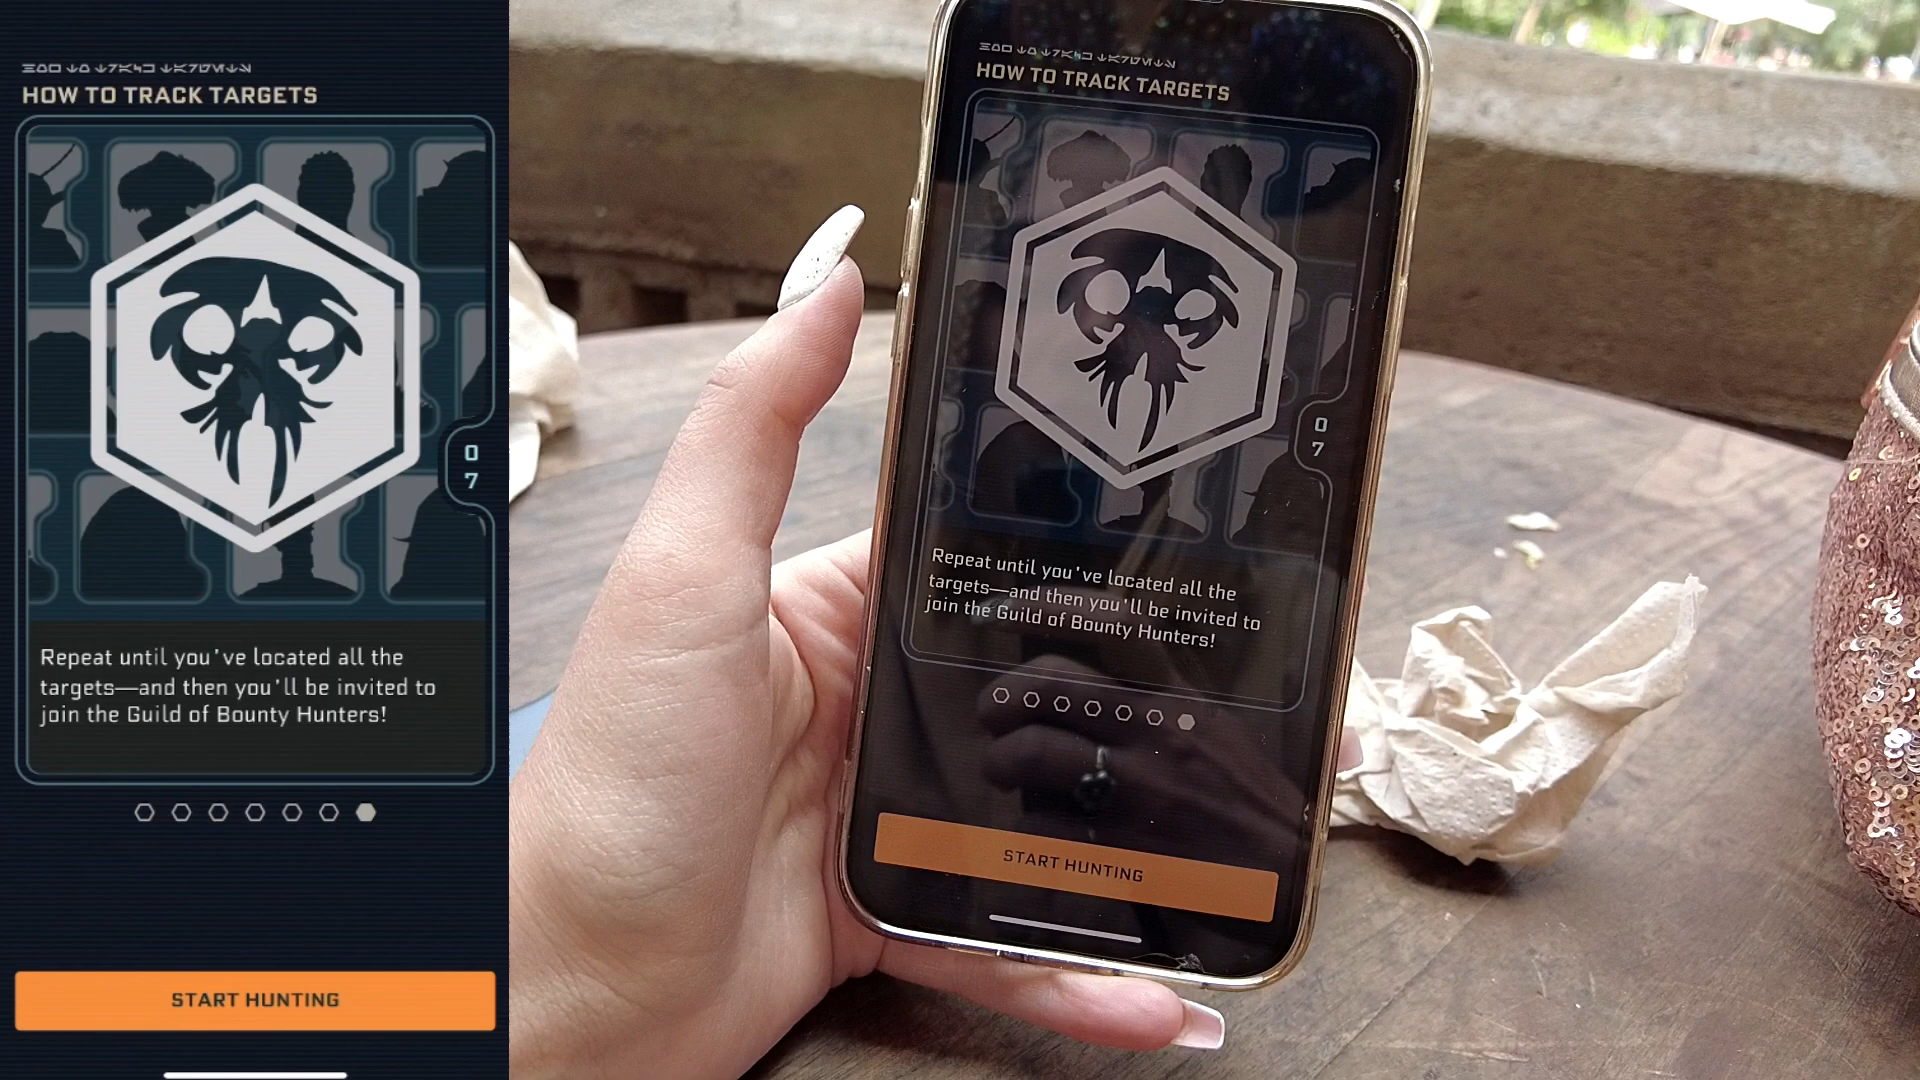 HOW TO TRACK TARGETS
0
7
Repeat until you've located all the
targets—and then you'll be invited to
join the Guild of Bounty Hunters!
START HUNTING
HOW TO TRACK TARGETS
0
7
Repeat until you've located all the
targets—and then you'll be invited to
join the Guild of Bounty Hunters!
START HUNTING